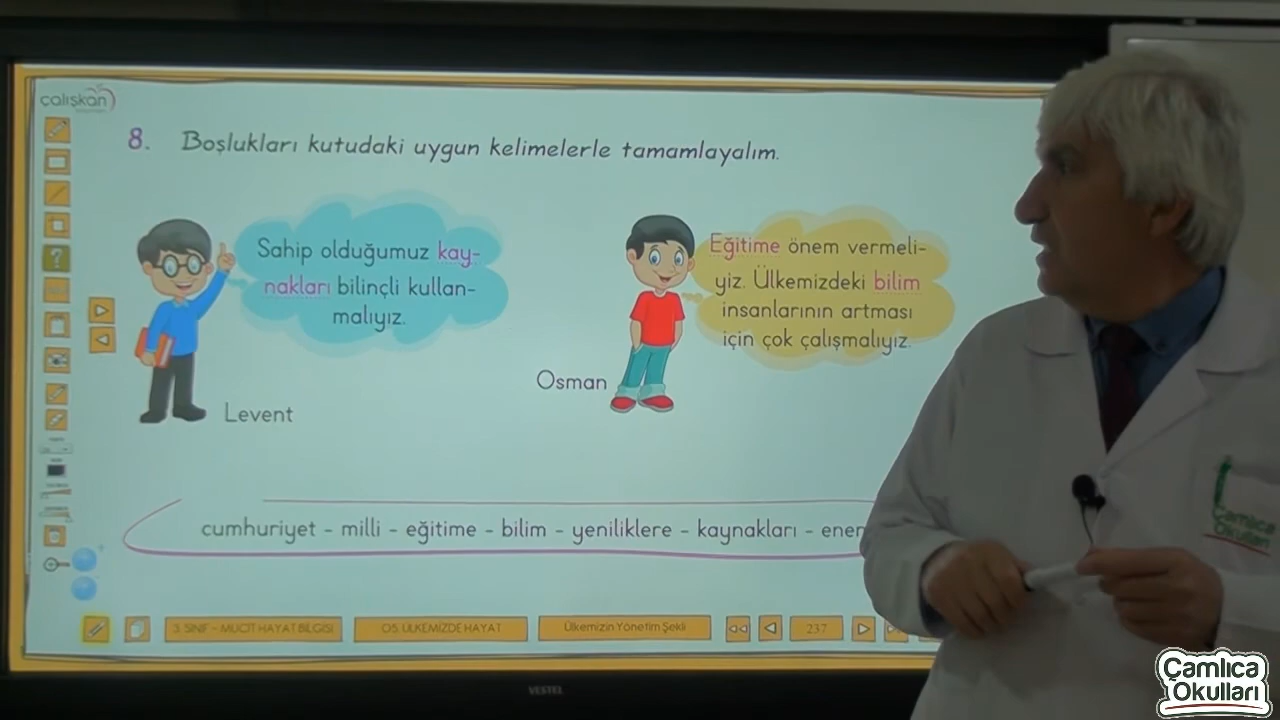 çalışkan
8. Boşlukları kutudaki uygun kelimelerle tamamlayalım.
Sahip olduğumuz kay-
nakları bilinçli kullan-
malıyız.
Levent
Eğitime önem vermeli-
yiz. Ülkemizdeki bilim
insanlarının artması
için çok çalışmalıyız.
Osman
cumhuriyet - milli - eğitime - bilim - yeniliklere - kaynakları - ener
3. SINIF - MUCİT HAYAT BİLGİSİ
05. ÜLKEMİZDE HAYAT
Ülkemizin Yönetim Şekli
237
VESTEL
Çamlıca
Okulları
Çamlıca
Okulları